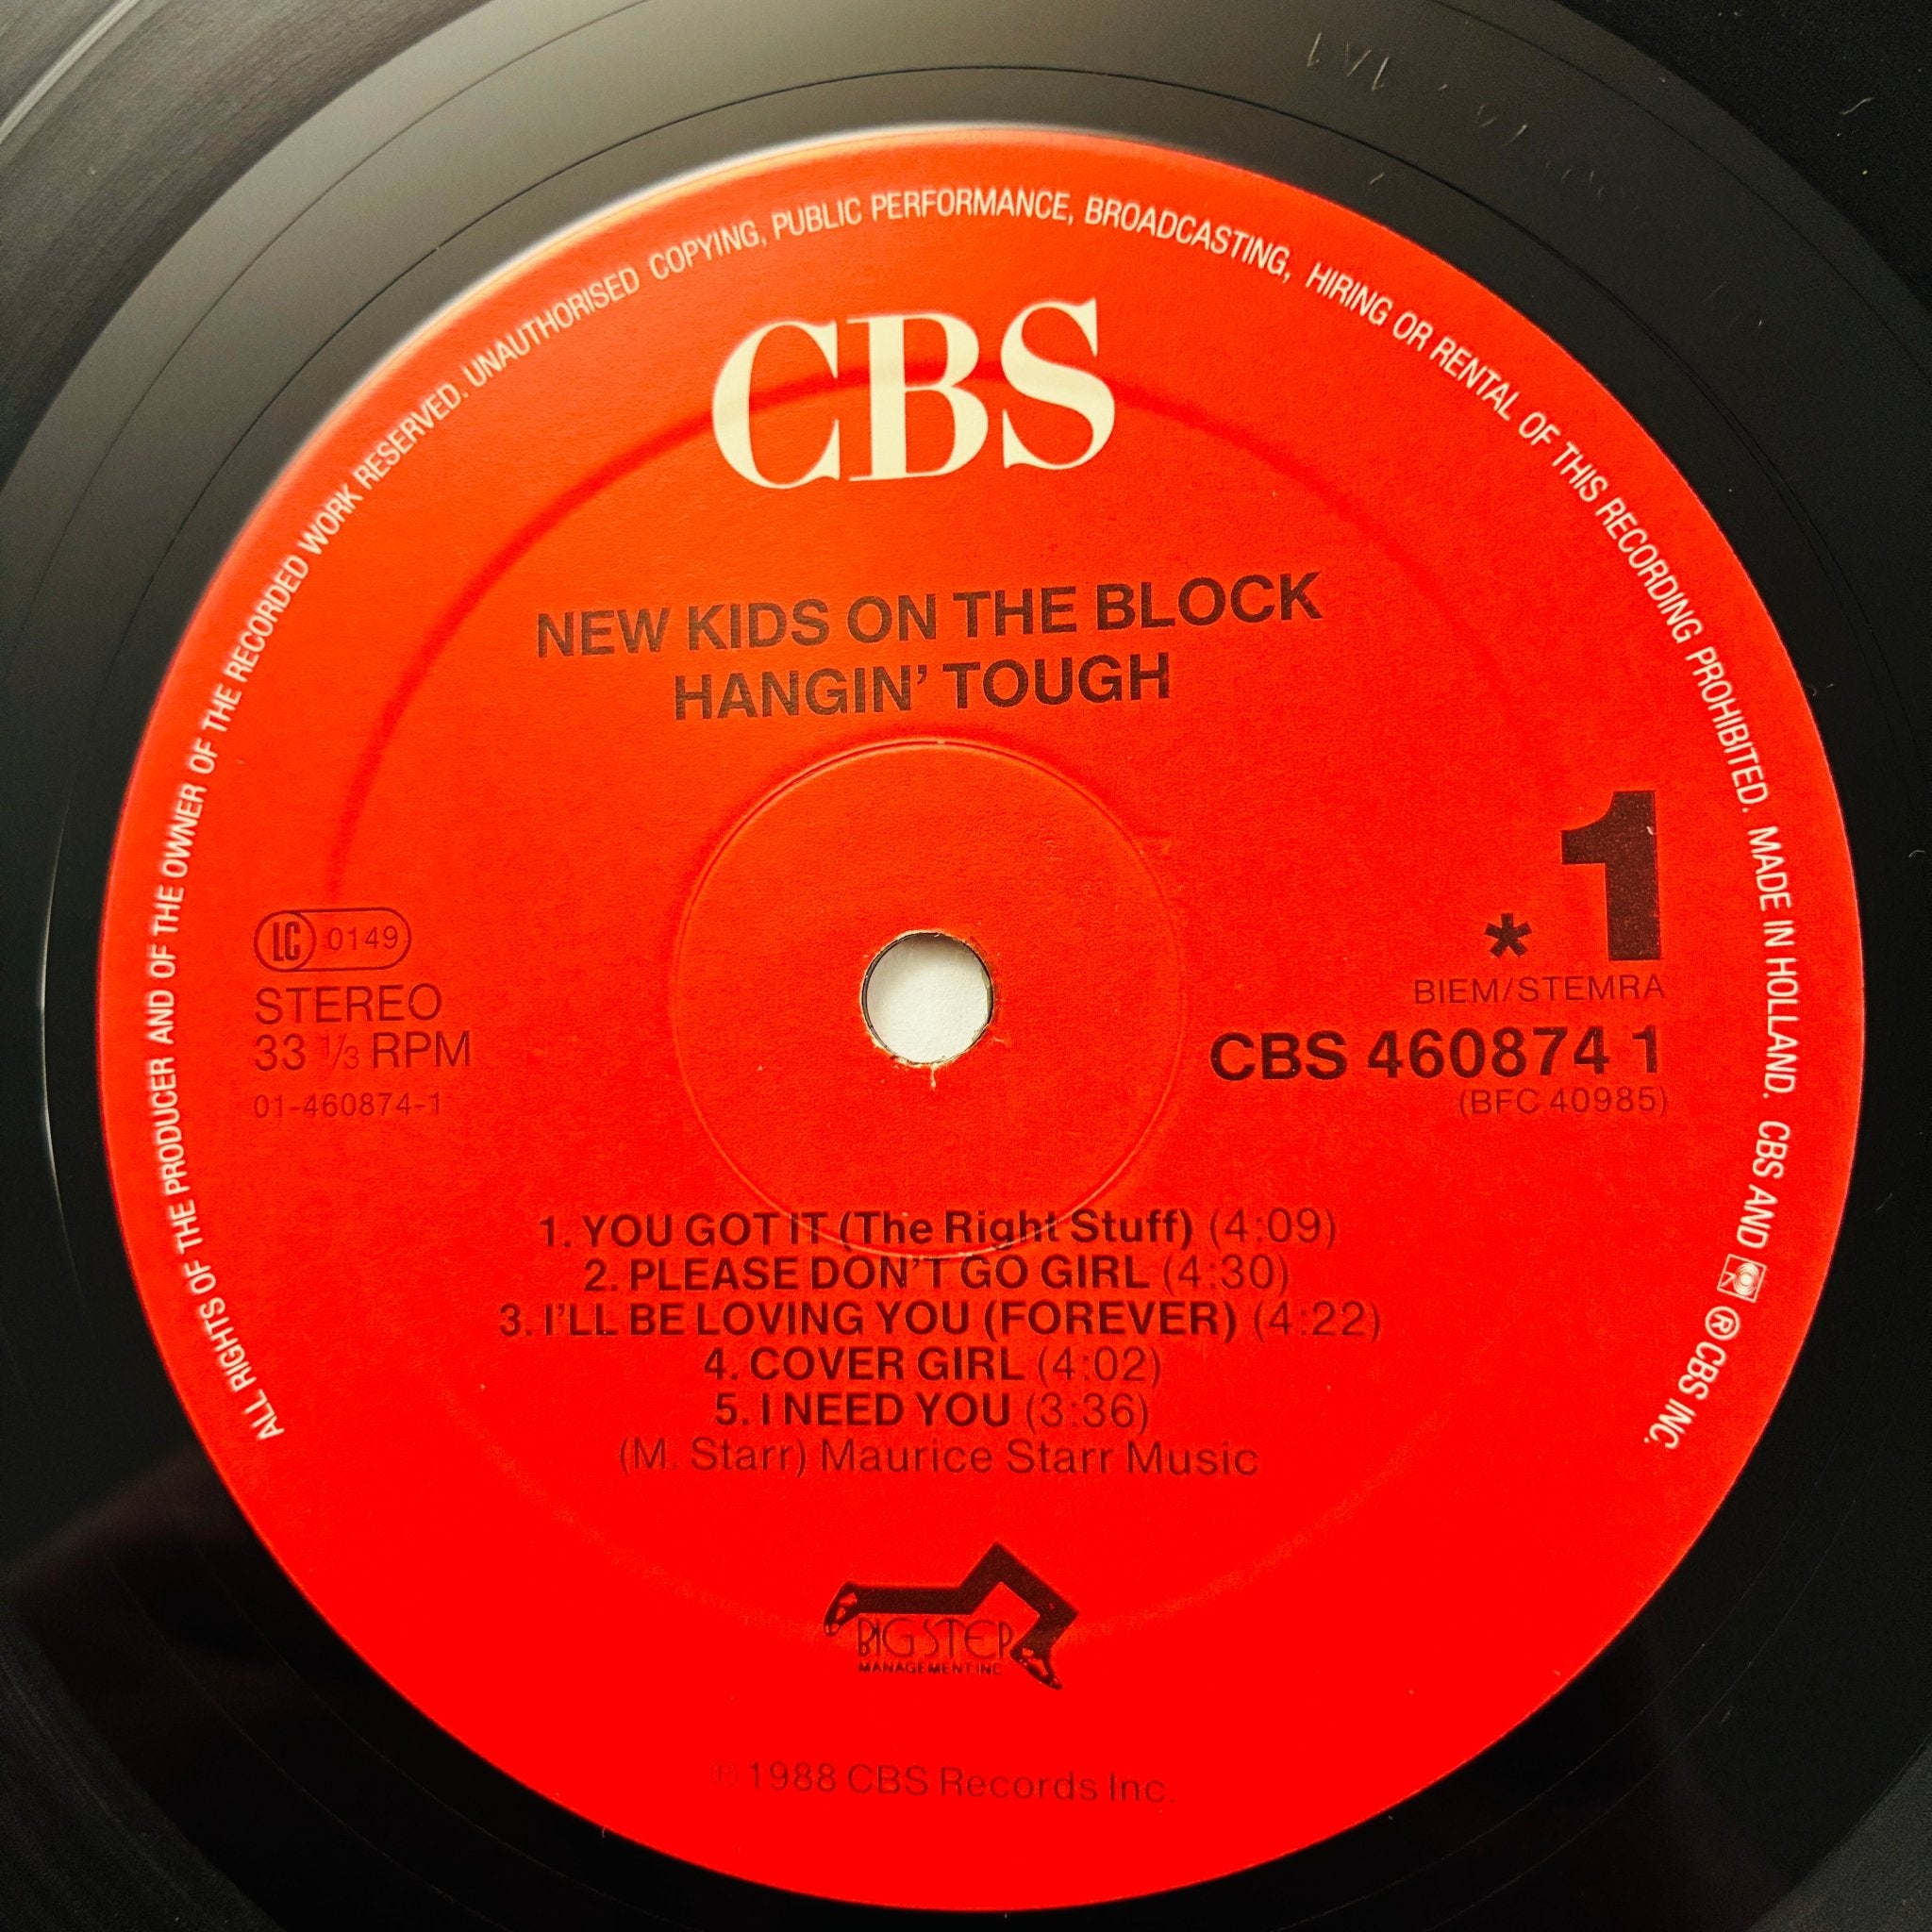 ALL RIGHTS OF THE PRODUCER AND OF THE OWNER OF THE RECORDED WORK RESERVED. UNAUTHORISED COPYING, PUBLIC PERFORMANCE, BROADCASTING, HIRING OR RENTAL OF THIS RECORDING PROHIBITED. MADE IN HOLLAND. CBS AND ® CBS INC.
CBS
NEW KIDS ON THE BLOCK
HANGIN' TOUGH
* 1
LC 0149
STEREO
33 1/3 RPM
01-460874-1
BIEM/STEMRA
CBS 460874 1
(BFC 40985)
1. YOU GOT IT (The Right Stuff) (4:09)
2. PLEASE DON'T GO GIRL (4:30)
3. I'LL BE LOVING YOU (FOREVER) (4:22)
4. COVER GIRL (4:02)
5. I NEED YOU (3:36)
(M. Starr) Maurice Starr Music
BIG STEP
MANAGEMENT INC
℗ 1988 CBS Records Inc.